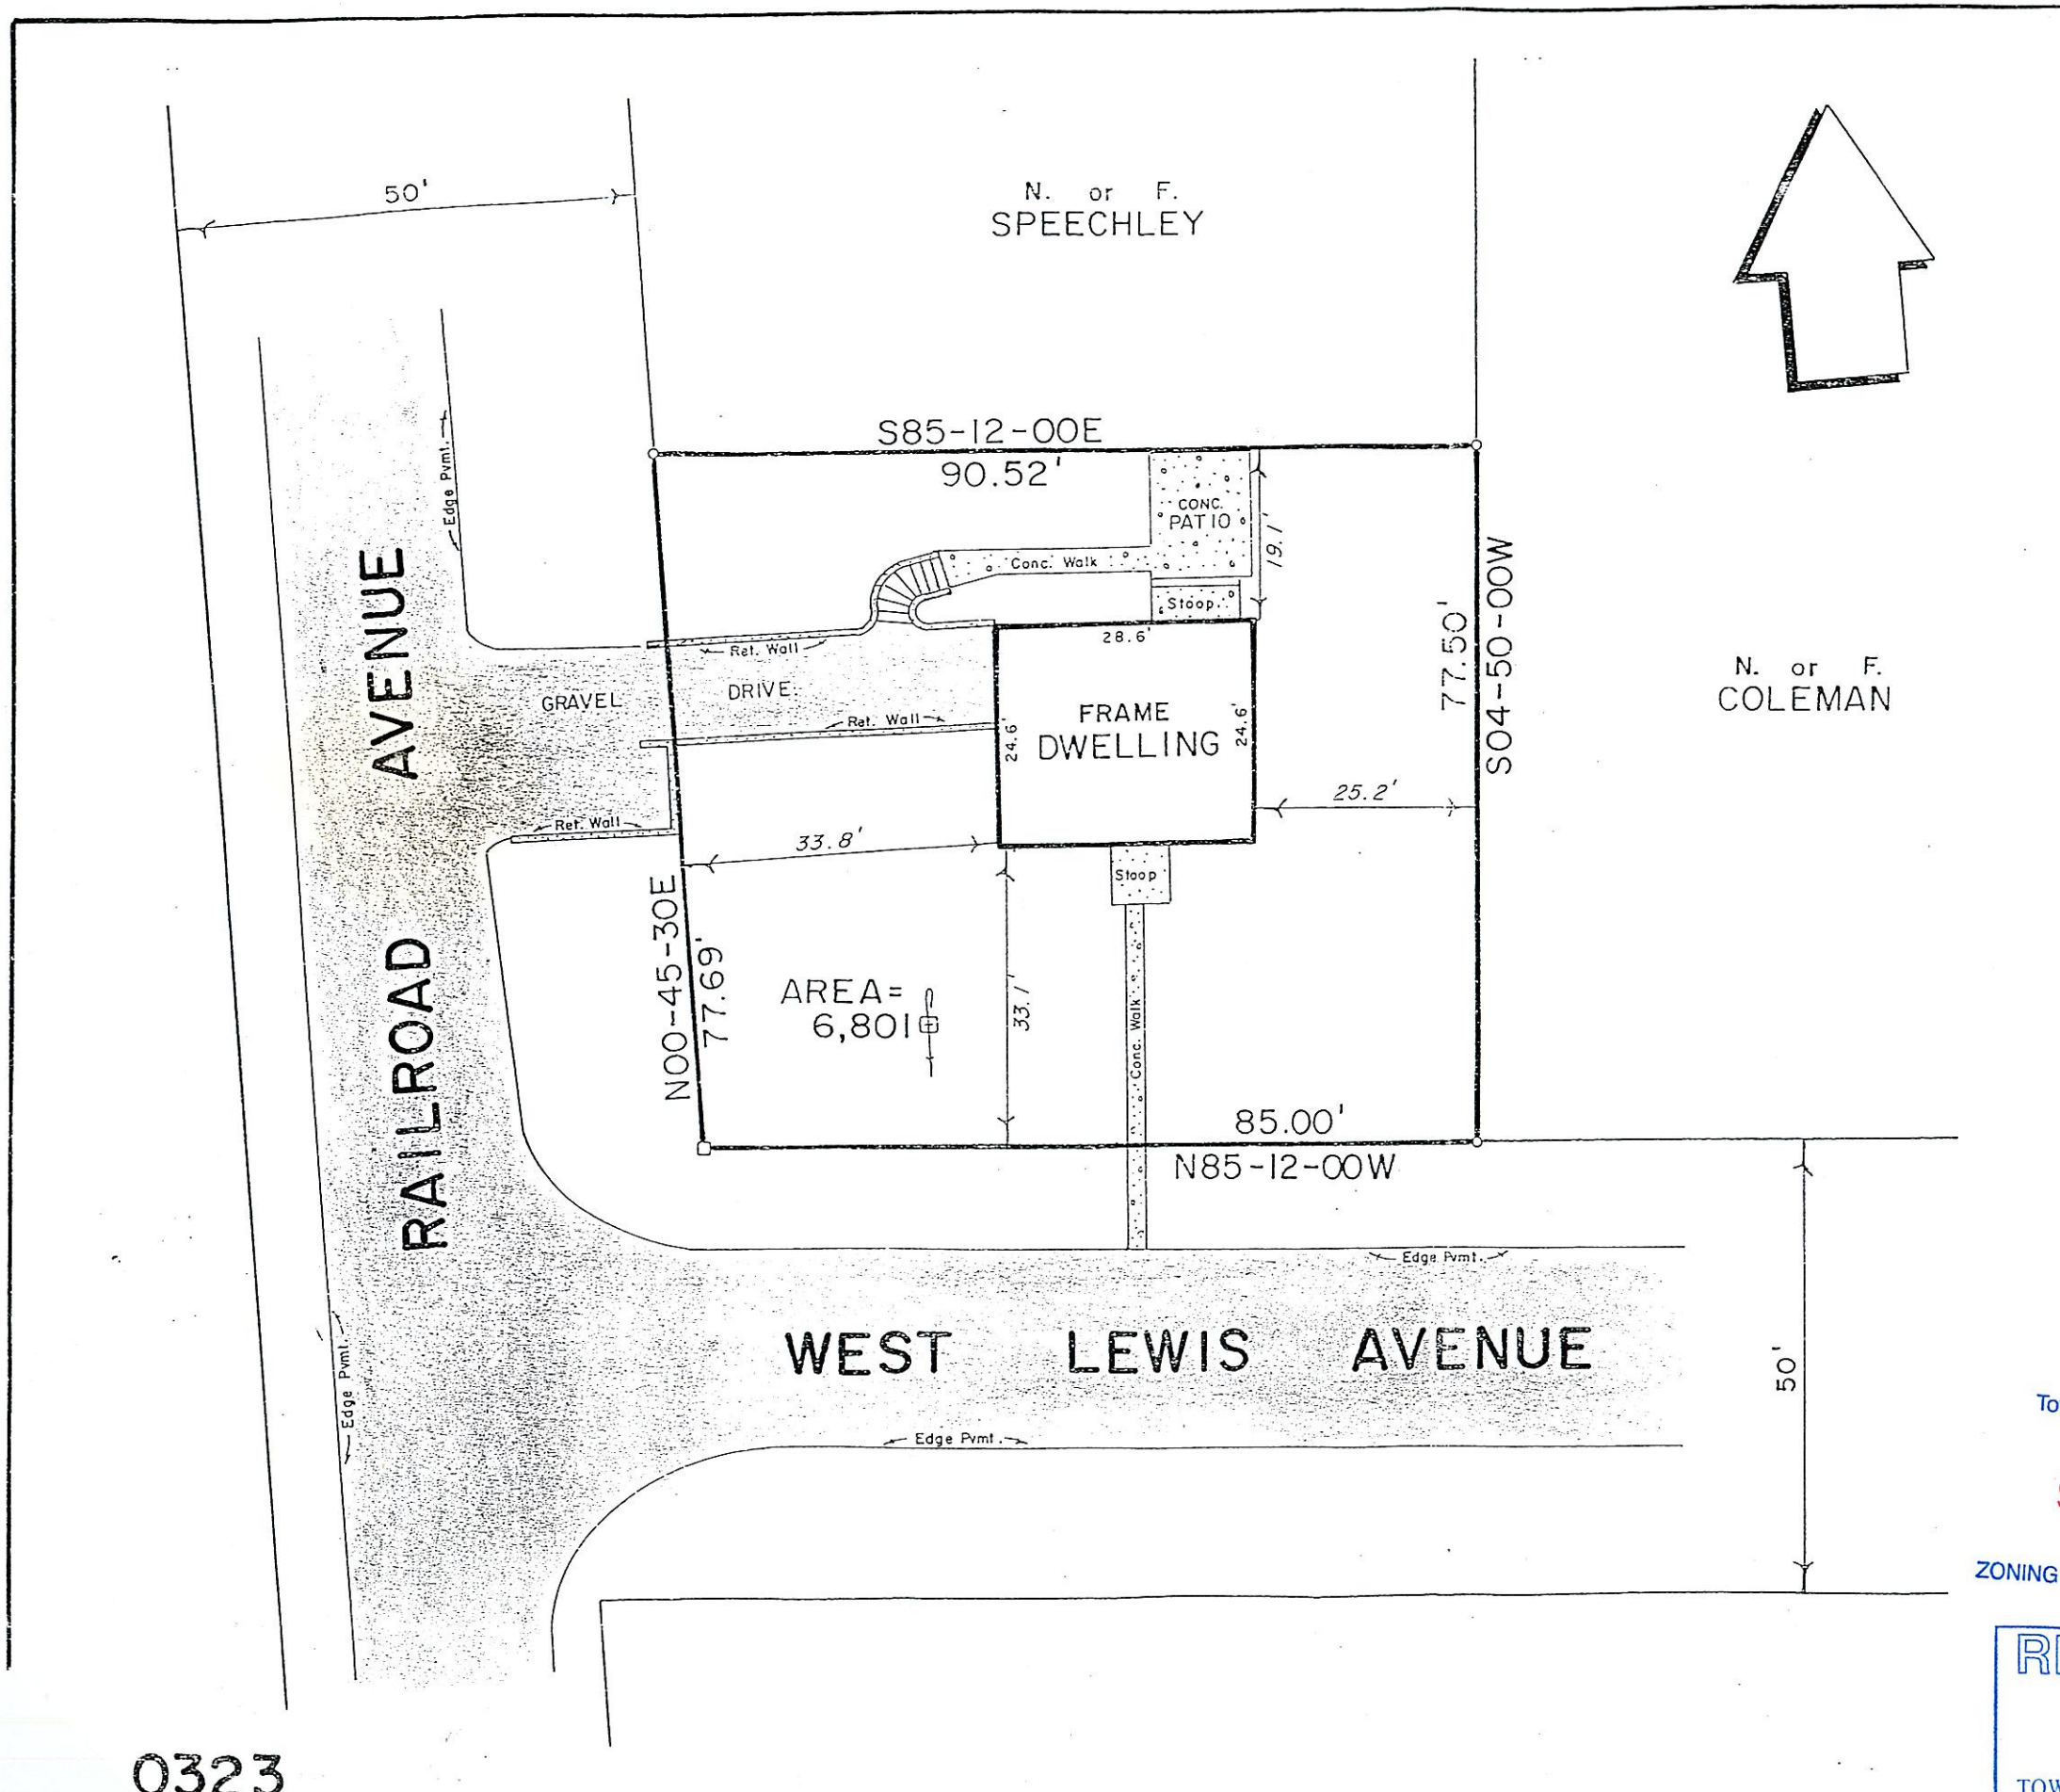 50'
N. or F.
SPEECHLEY
S85-12-00E
90.52'
Edge Pvmt.
CONC.
PATIO
19.1'
Conc. Walk
Stoop
28.6'
Ret. Wall
GRAVEL DRIVE
Ret. Wall
24.6'
FRAME
DWELLING
24.6'
77.50'
S04-50-00W
N. or F.
COLEMAN
25.2'
Ret. Wall
33.8'
Stoop
N00-45-30E
77.69'
AREA=
6,801
33.1'
Conc. Walk
85.00'
N85-12-00W
RAILROAD AVENUE
Edge Pvmt.
WEST LEWIS AVENUE
Edge Pvmt.
Edge Pvmt.
50'
To
ZONING
TOW
0323